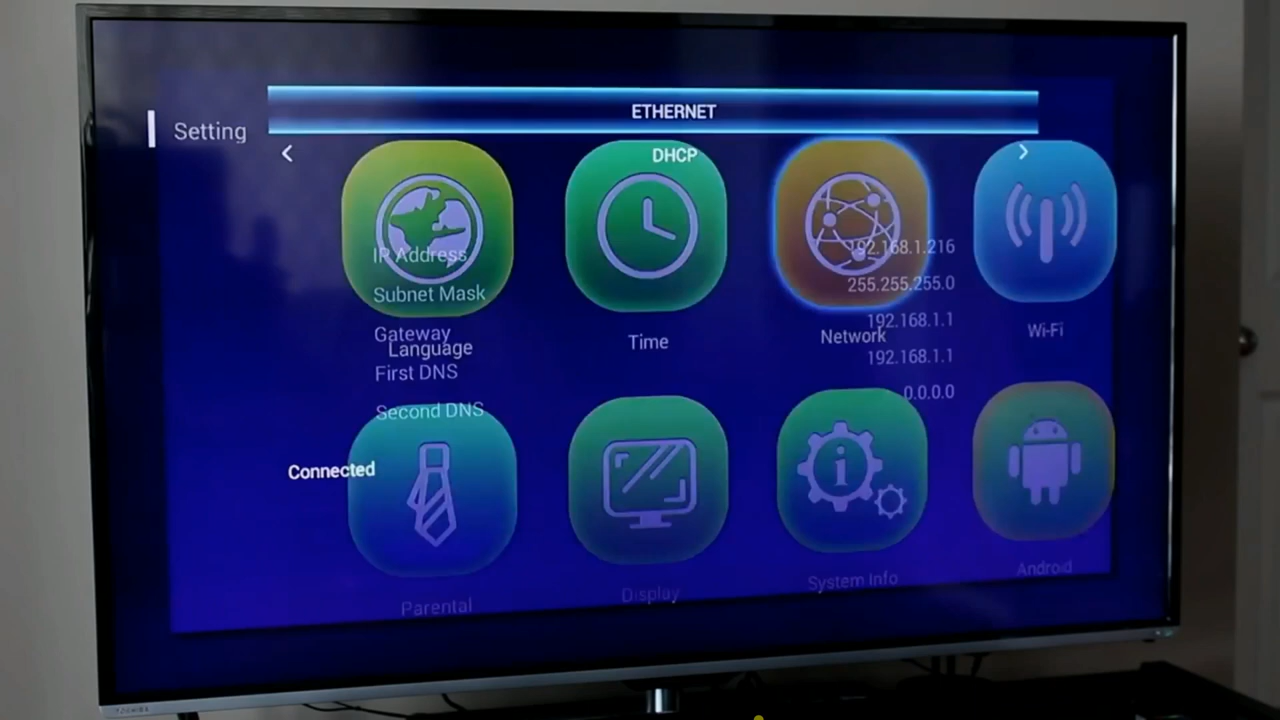 ETHERNET
Setting
DHCP
IP Address 192.168.1.216
Subnet Mask 255.255.255.0
Gateway 192.168.1.1
Language Time Network Wi-Fi
First DNS 192.168.1.1
Second DNS 0.0.0.0
Connected
Parental Display System Info Android